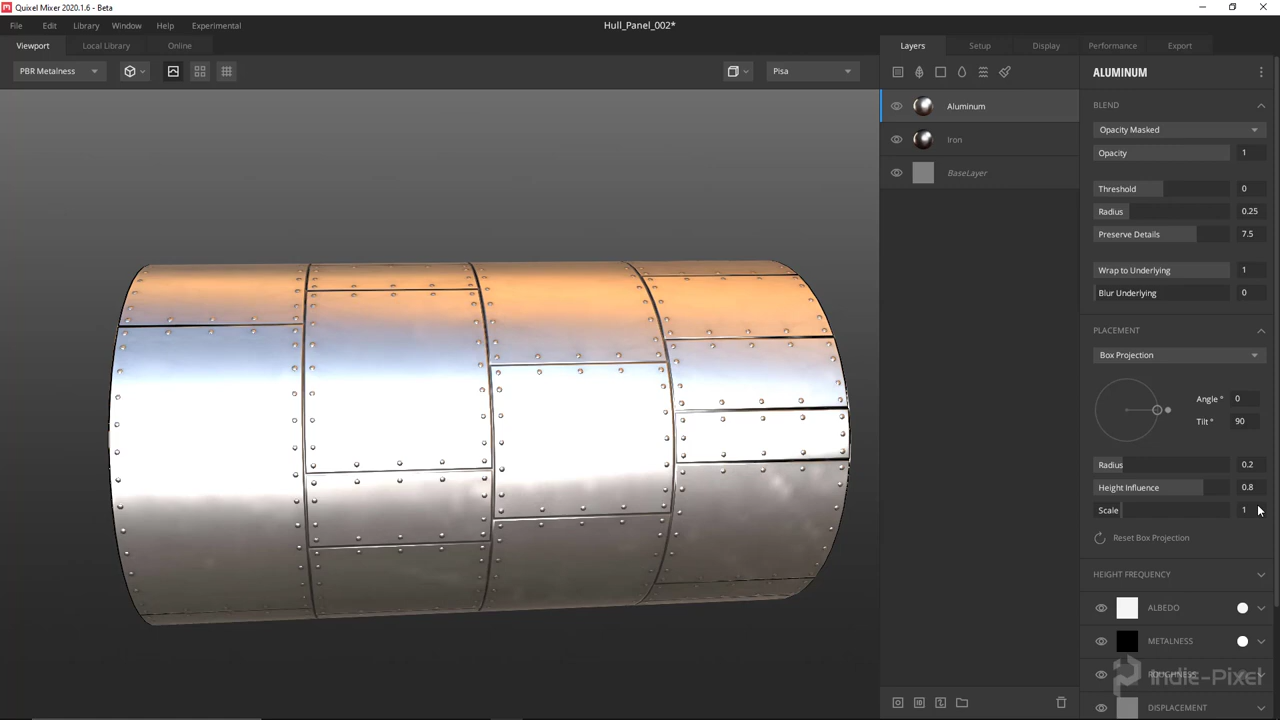 Quixel Mixer 2020.1.6 - Beta
File Edit Library Window Help Experimental
Hull_Panel_002*
Viewport Local Library Online
Layers Setup Display Performance Export
PBR Metalness
Pisa
Aluminum
Iron
BaseLayer
ALUMINUM
BLEND
Opacity Masked
Opacity 1
Threshold 0
Radius 0.25
Preserve Details 7.5
Wrap to Underlying 1
Blur Underlying 0
PLACEMENT
Box Projection
Angle ° 0
Tilt ° 90
Radius 0.2
Height Influence 0.8
Scale 1
Reset Box Projection
HEIGHT FREQUENCY
ALBEDO
METALNESS
ROUGHNESS
Indie-Pixel
DISPLACEMENT